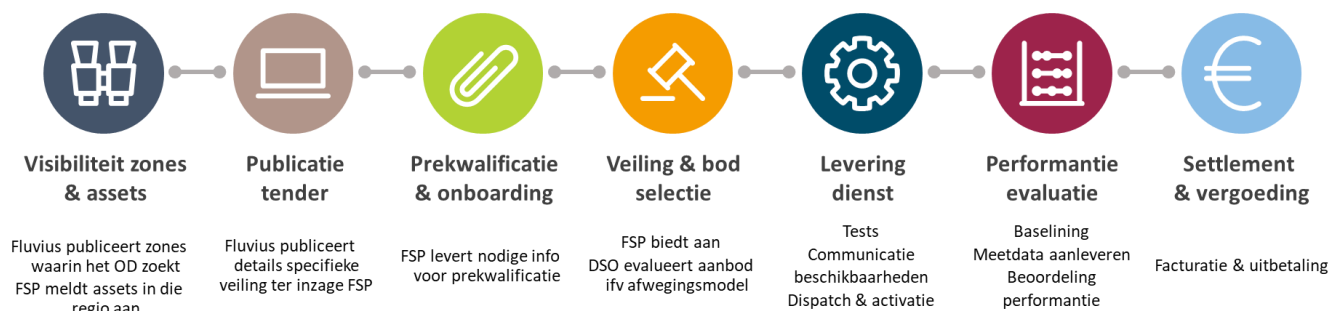 Visibiliteit zones
& assets
Fluvius publiceert zones
waarin het OD zoekt
FSP meldt assets in die
regio aan
Publicatie
tender
Fluvius publiceert
details specifieke
veiling ter inzage FSP
Prekwalificatie
& onboarding
FSP levert nodige info
voor prekwalificatie
Veiling & bod
selectie
FSP biedt aan
DSO evalueert aanbod
ifv afwegingsmodel
Levering
dienst
Tests
Communicatie
beschikbaarheden
Dispatch & activatie
Performantie
evaluatie
Baselining
Meetdata aanleveren
Beoordeling
performantie
Settlement
& vergoeding
Facturatie & uitbetaling